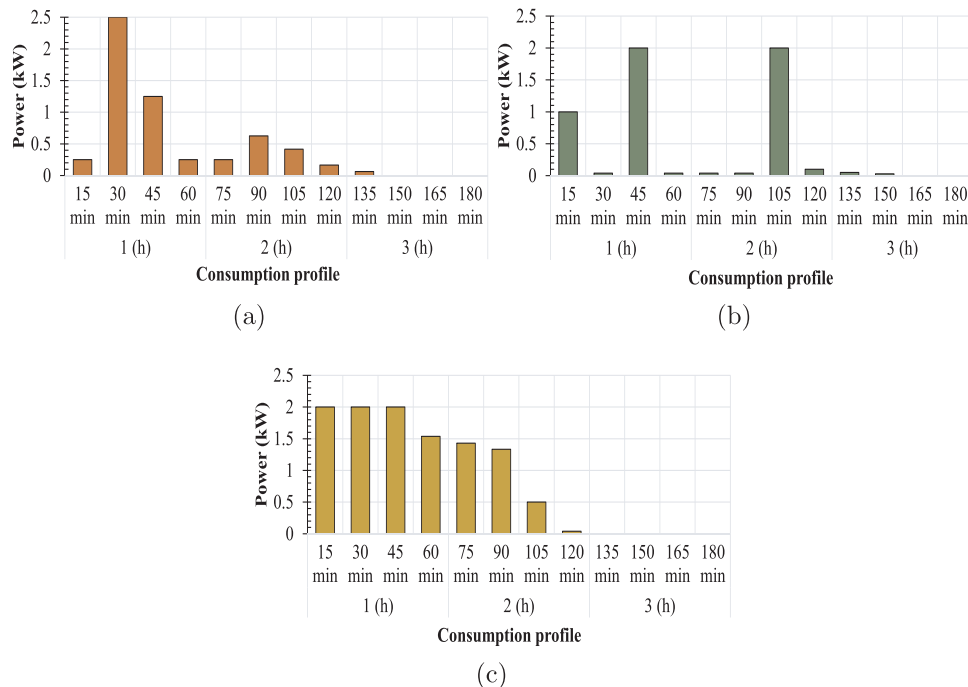 Power (kW)
2.5
2
1.5
1
0.5
0
15 30 45 60 75 90 105 120 135 150 165 180
min min min min min min min min min min min min
1 (h) 2 (h) 3 (h)
Consumption profile
(a)
Power (kW)
2.5
2
1.5
1
0.5
0
15 30 45 60 75 90 105 120 135 150 165 180
min min min min min min min min min min min min
1 (h) 2 (h) 3 (h)
Consumption profile
(b)
Power (kW)
2.5
2
1.5
1
0.5
0
15 30 45 60 75 90 105 120 135 150 165 180
min min min min min min min min min min min min
1 (h) 2 (h) 3 (h)
Consumption profile
(c)